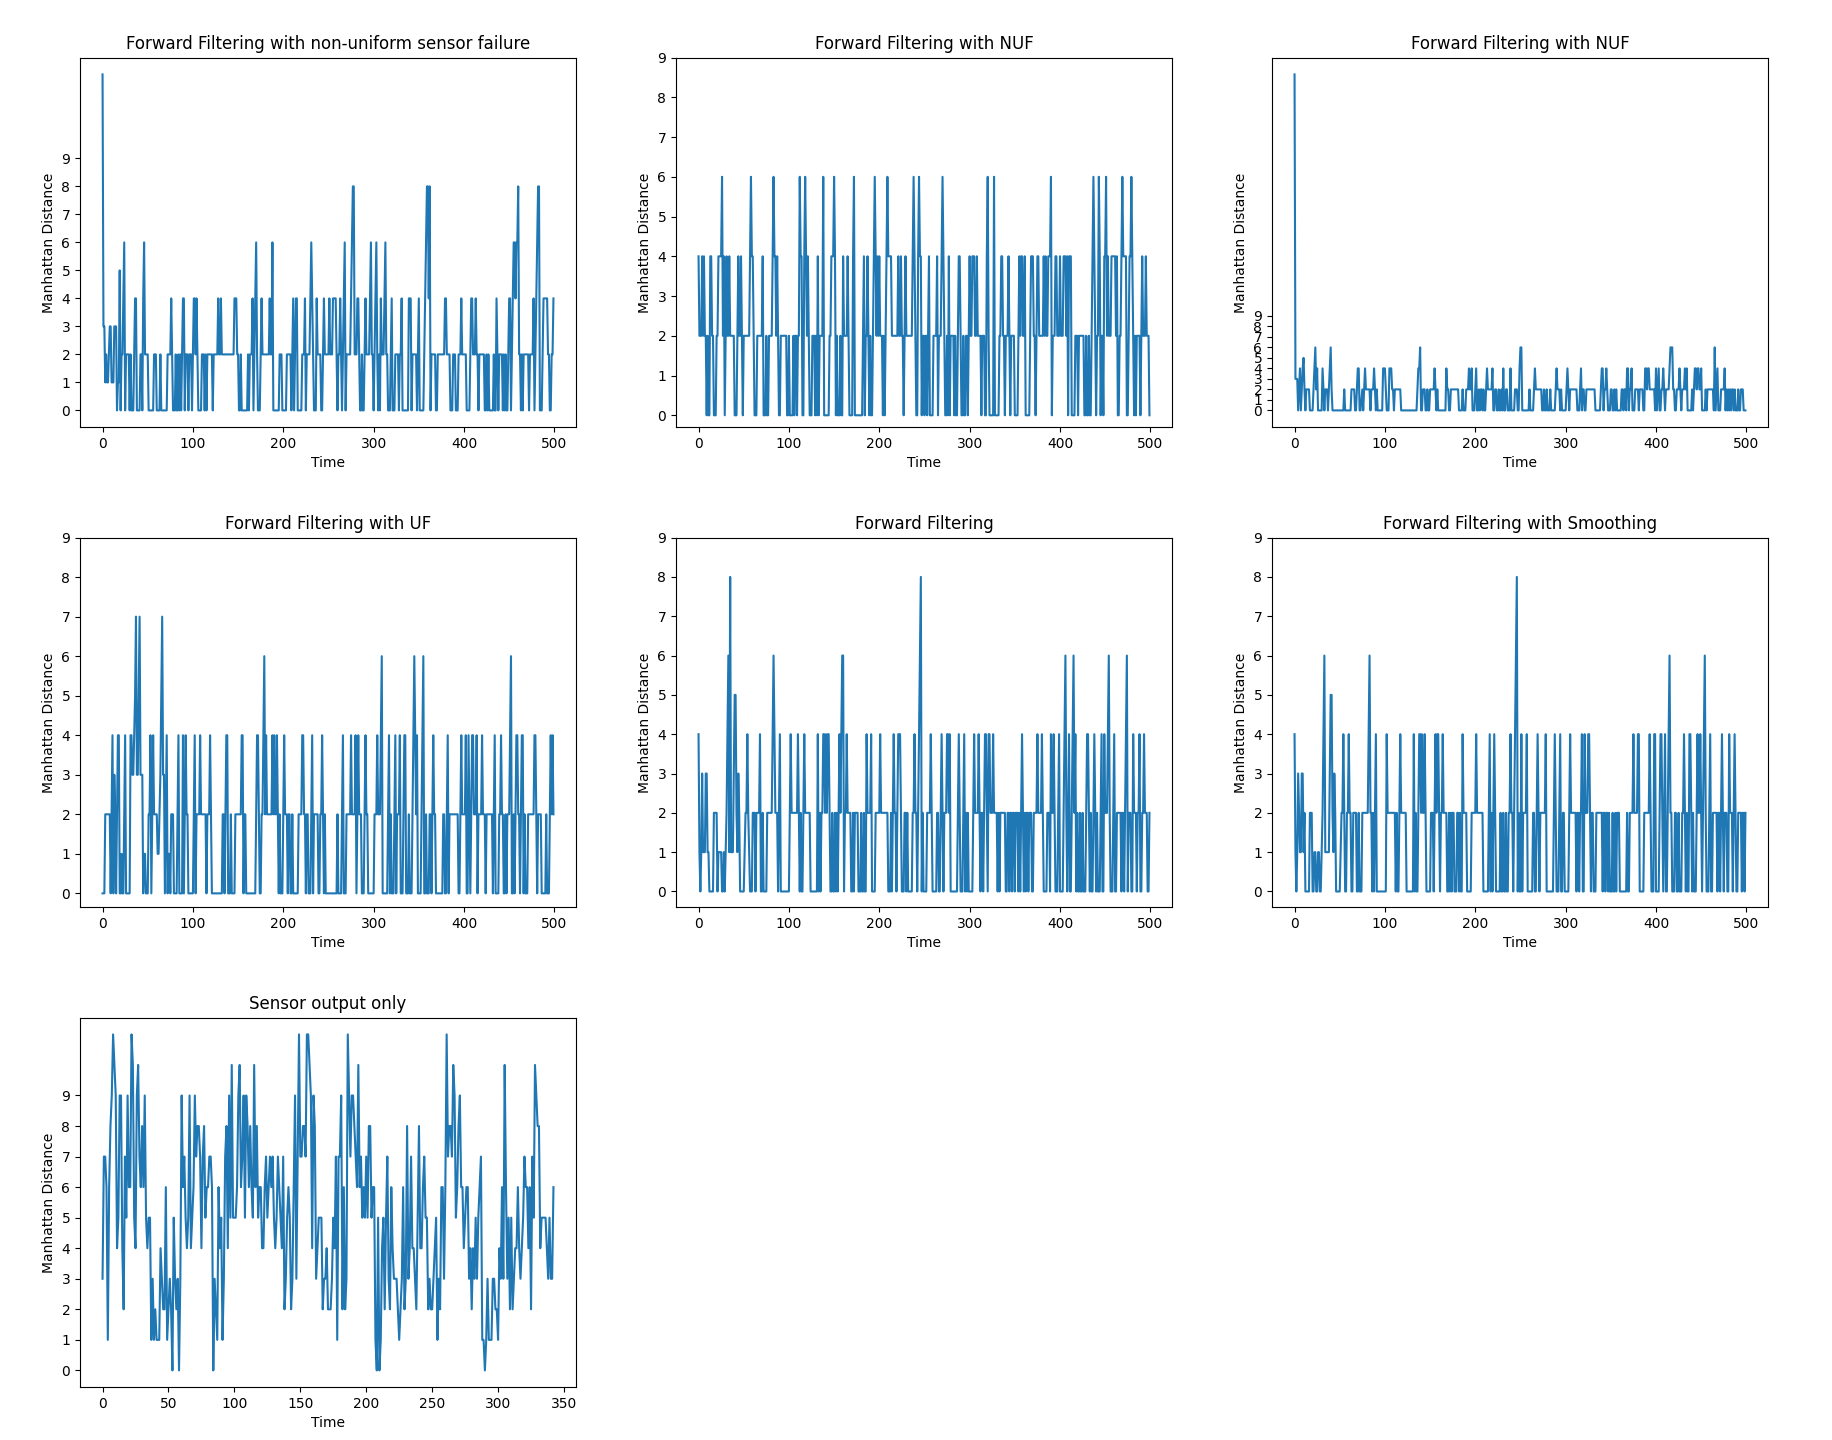 Forward Filtering with non-uniform sensor failure
Manhattan Distance
9
8
7
6
5
4
3
2
1
0
0 100 200 300 400 500
Time
Forward Filtering with NUF
Manhattan Distance
9
8
7
6
5
4
3
2
1
0
0 100 200 300 400 500
Time
Forward Filtering with NUF
Manhattan Distance
9
8
7
6
5
4
3
2
1
0
0 100 200 300 400 500
Time
Forward Filtering with UF
Manhattan Distance
9
8
7
6
5
4
3
2
1
0
0 100 200 300 400 500
Time
Forward Filtering
Manhattan Distance
9
8
7
6
5
4
3
2
1
0
0 100 200 300 400 500
Time
Forward Filtering with Smoothing
Manhattan Distance
9
8
7
6
5
4
3
2
1
0
0 100 200 300 400 500
Time
Sensor output only
Manhattan Distance
9
8
7
6
5
4
3
2
1
0
0 50 100 150 200 250 300 350
Time